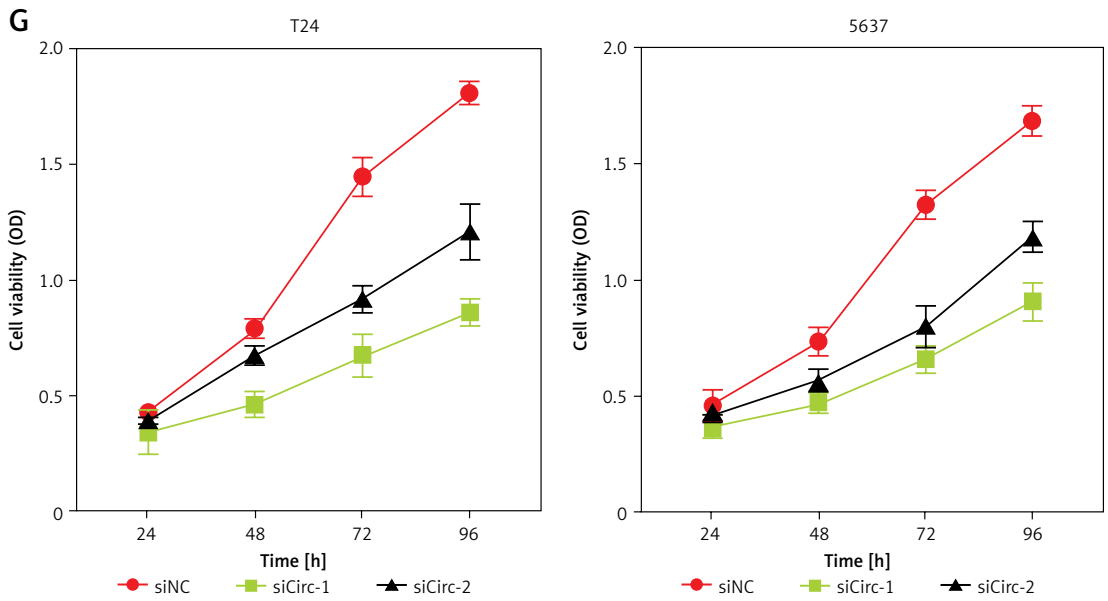 G
T24
2.0
1.5
1.0
0.5
0
Cell viability (OD)
24 48 72 96
Time [h]
siNC siCirc-1 siCirc-2
5637
2.0
1.5
1.0
0.5
0
Cell viability (OD)
24 48 72 96
Time [h]
siNC siCirc-1 siCirc-2